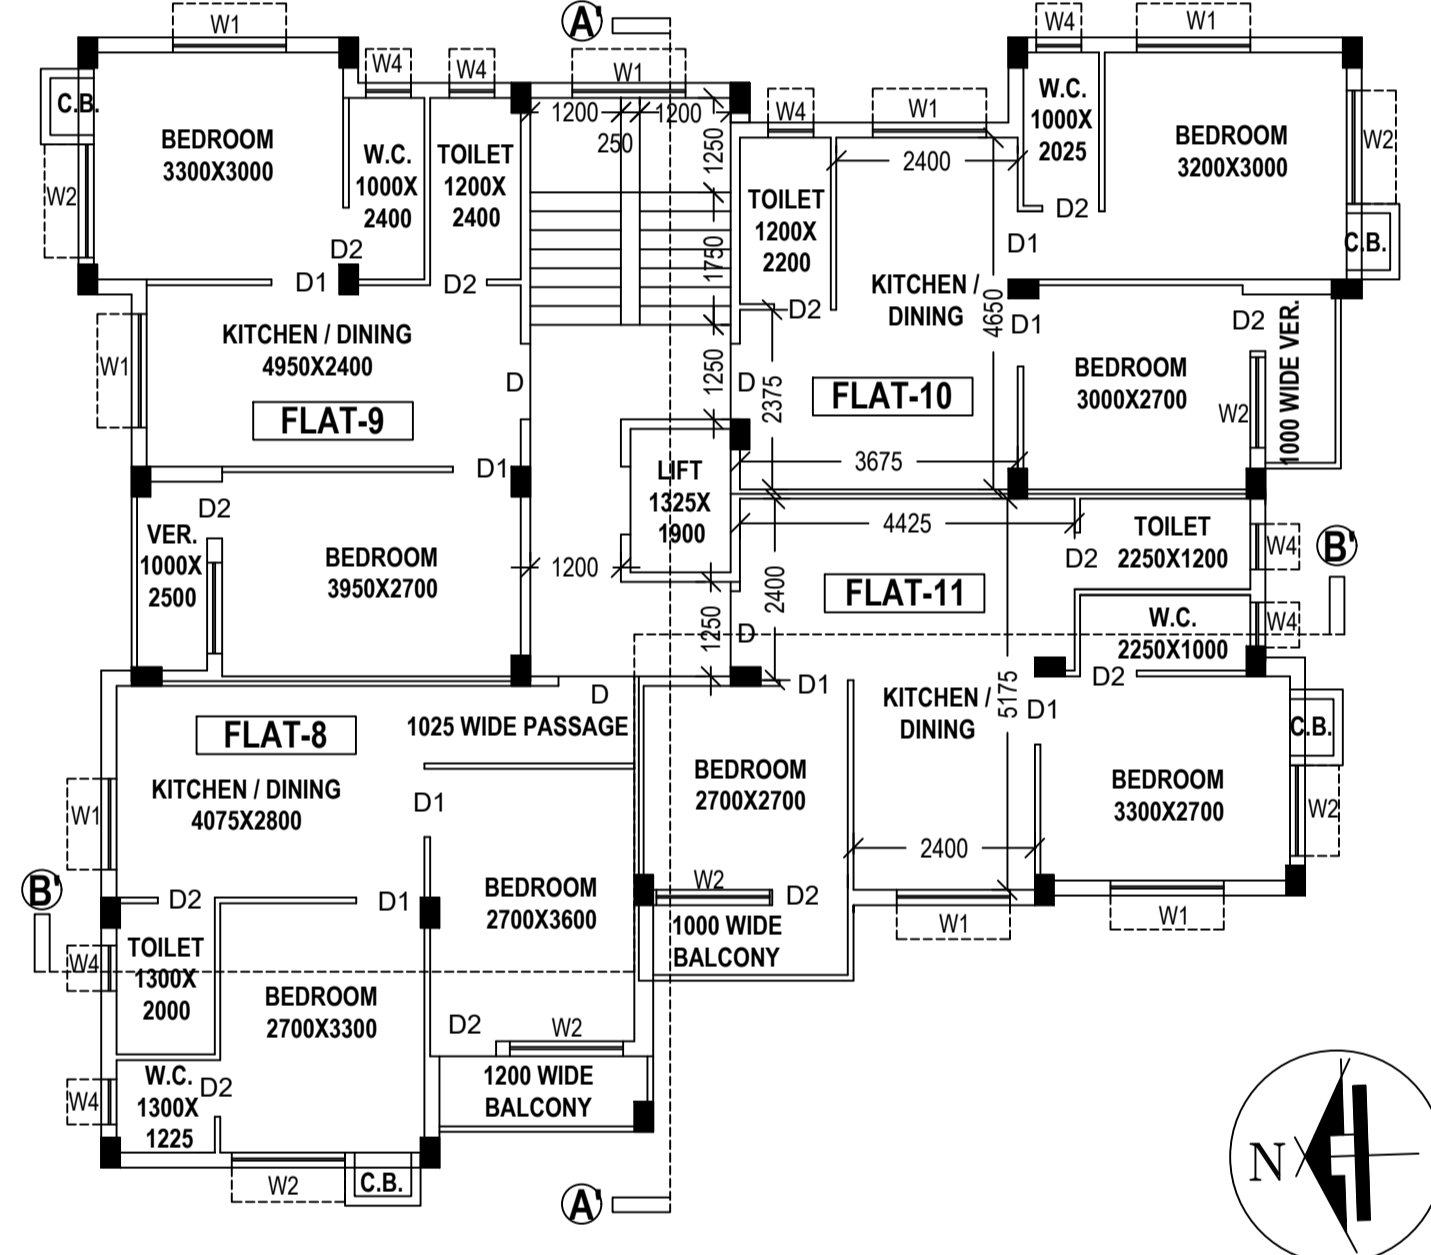 A'
W1
W4
W4
W1
W4
W1
W4
W1
C.B.
BEDROOM
3300X3000
W2
W.C.
1000X
2400
D2
TOILET
1200X
2400
1200
1200
250
1250
1750
1250
TOILET
1200X
2200
D2
2400
W.C.
1000X
2025
D2
D1
BEDROOM
3200X3000
W2
C.B.
D1
D2
KITCHEN / DINING
4950X2400
W1
FLAT-9
D
D1
KITCHEN /
DINING
4650
D1
D
2375
FLAT-10
3675
BEDROOM
3000X2700
D2
W2
1000 WIDE VER.
LIFT
1325X
1900
D2
VER.
1000X
2500
BEDROOM
3950X2700
1200
1250
4425
D2
TOILET
2250X1200
W4
B'
2400
FLAT-11
W.C.
2250X1000
W4
D
D2
D1
KITCHEN /
DINING
5175
D1
C.B.
FLAT-8
D
1025 WIDE PASSAGE
KITCHEN / DINING
4075X2800
W1
D1
BEDROOM
2700X2700
BEDROOM
3300X2700
W2
2400
B'
D2
D1
BEDROOM
2700X3600
W2
D2
W1
W1
1000 WIDE
BALCONY
TOILET
1300X
2000
W4
BEDROOM
2700X3300
D2
W2
W.C.
1300X
1225
D2
W4
1200 WIDE
BALCONY
W2
C.B.
A'
N